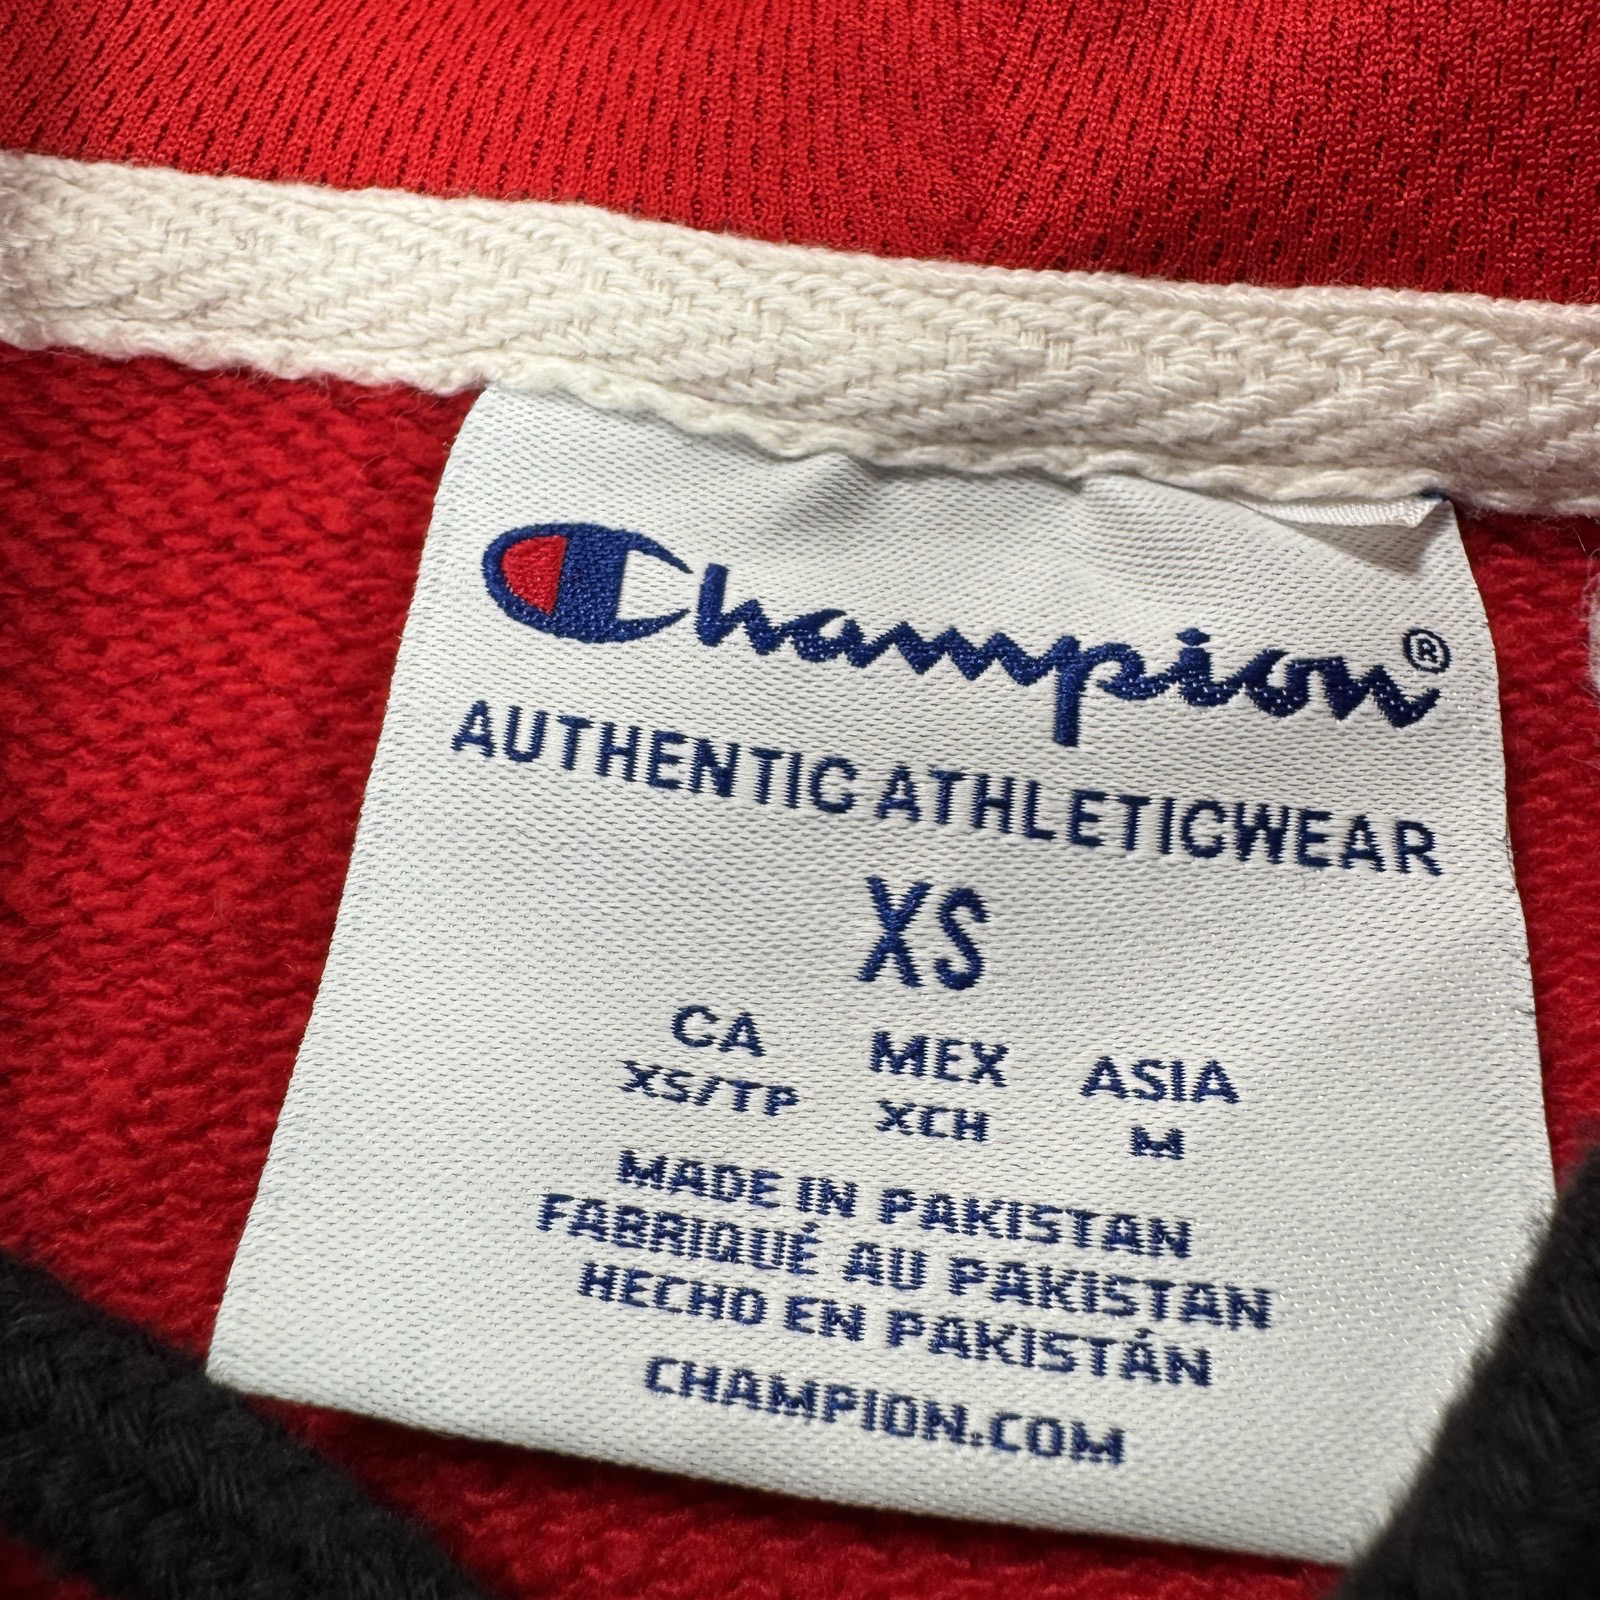 Champion®
AUTHENTIC ATHLETICWEAR
XS
CA MEX ASIA
XS/TP XCH M
MADE IN PAKISTAN
FABRIQUÉ AU PAKISTAN
HECHO EN PAKISTÁN
CHAMPION.COM